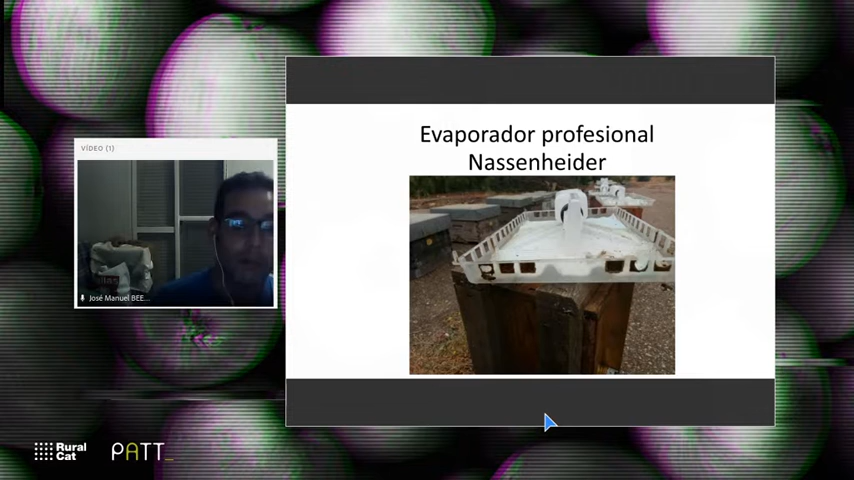 VÍDEO (1)
José Manuel BEE...
Evaporador profesional
Nassenheider
Rural
Cat
PATT_